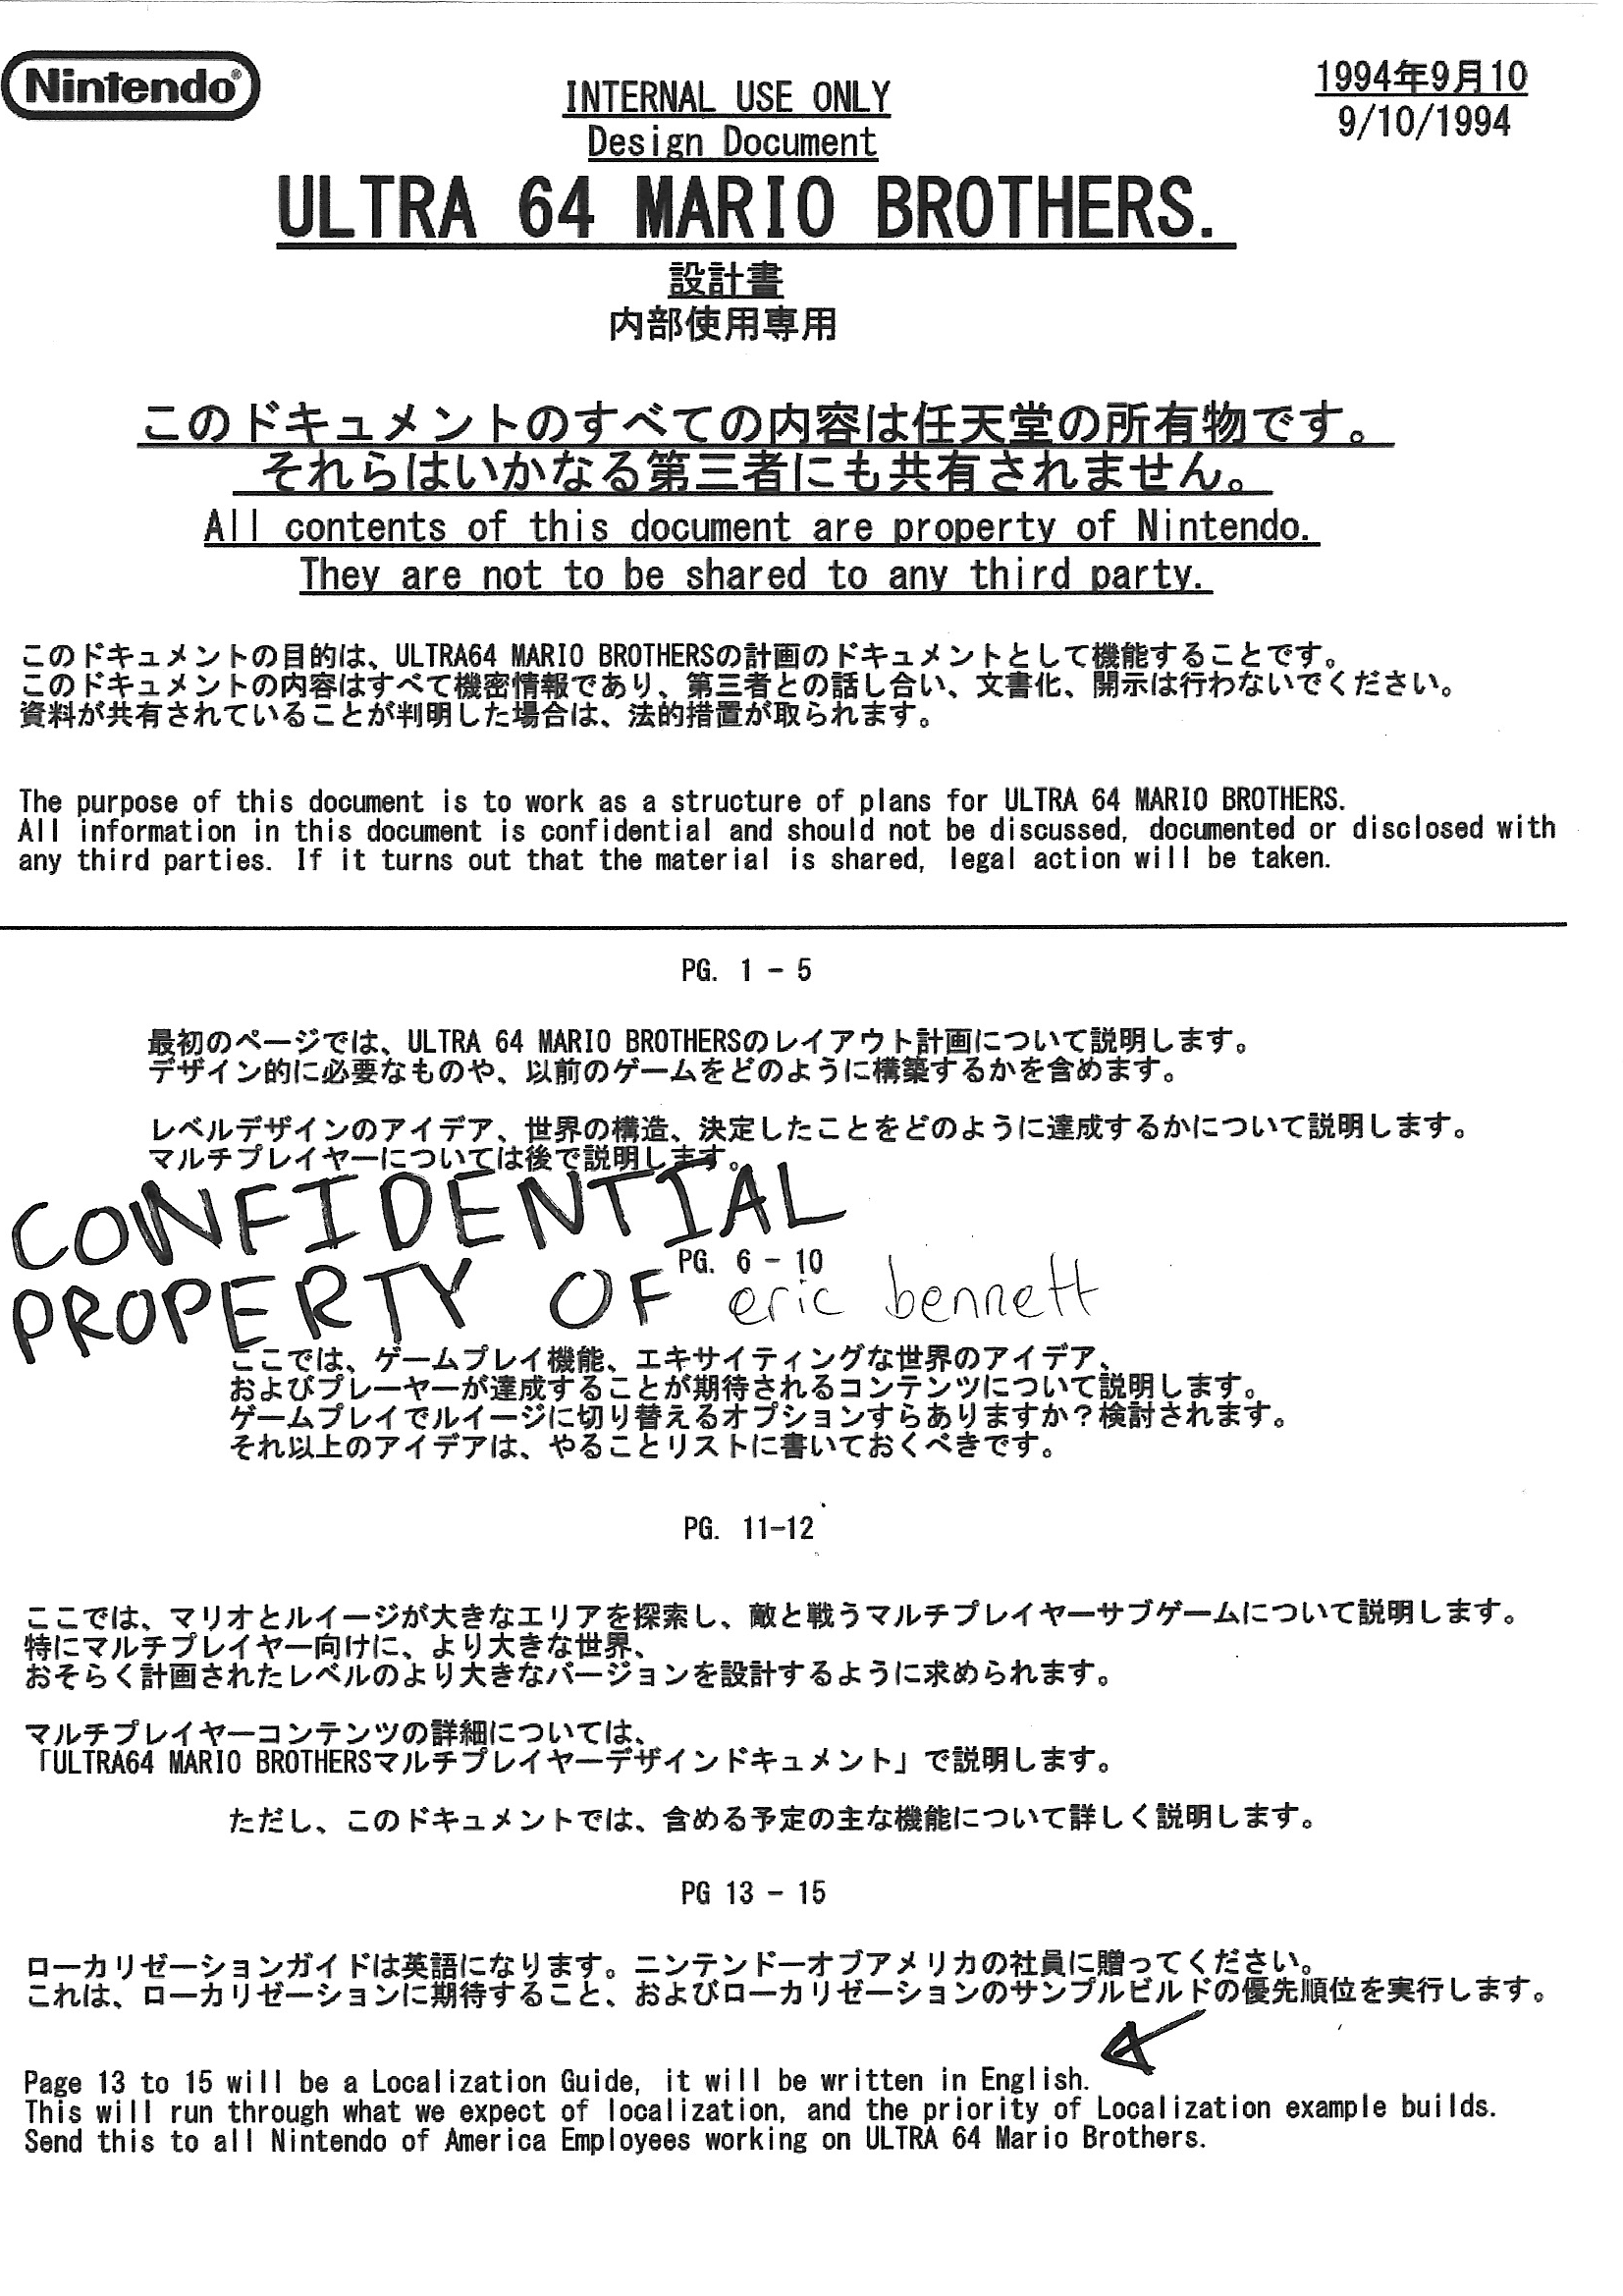 Nintendo®
INTERNAL USE ONLY
1994年9月10
Design Document
9/10/1994
ULTRA 64 MARIO BROTHERS.
設計書
内部使用専用
このドキュメントのすべての内容は任天堂の所有物です。
それらはいかなる第三者にも共有されません。
All contents of this document are property of Nintendo.
They are not to be shared to any third party.
このドキュメントの目的は、ULTRA64 MARIO BROTHERSの計画のドキュメントとして機能することです。
このドキュメントの内容はすべて機密情報であり、第三者との話し合い、文書化、開示は行わないでください。
資料が共有されていることが判明した場合は、法的措置が取られます。
The purpose of this document is to work as a structure of plans for ULTRA 64 MARIO BROTHERS.
All information in this document is confidential and should not be discussed, documented or disclosed with
any third parties. If it turns out that the material is shared, legal action will be taken.
PG. 1 - 5
最初のページでは、ULTRA 64 MARIO BROTHERSのレイアウト計画について説明します。
デザイン的に必要なものや、以前のゲームをどのように構築するかを含めます。
レベルデザインのアイデア、世界の構造、決定したことをどのように達成するかについて説明します。
マルチプレイヤーについては後で説明します。
CONFIDENTIAL
PG. 6 - 10
PROPERTY OF eric bennett
ここでは、ゲームプレイ機能、エキサイティングな世界のアイデア、
およびプレーヤーが達成することが期待されるコンテンツについて説明します。
ゲームプレイでルイージに切り替えるオプションすらありますか？検討されます。
それ以上のアイデアは、やることリストに書いておくべきです。
PG. 11-12
ここでは、マリオとルイージが大きなエリアを探索し、敵と戦うマルチプレイヤーサブゲームについて説明します。
特にマルチプレイヤー向けに、より大きな世界、
おそらく計画されたレベルのより大きなバージョンを設計するように求められます。
マルチプレイヤーコンテンツの詳細については、
「ULTRA64 MARIO BROTHERSマルチプレイヤーデザインドキュメント」で説明します。
ただし、このドキュメントでは、含める予定の主な機能について詳しく説明します。
PG 13 - 15
ローカリゼーションガイドは英語になります。ニンテンドーオブアメリカの社員に贈ってください。
これは、ローカリゼーションに期待すること、およびローカリゼーションのサンプルビルドの優先順位を実行します。
Page 13 to 15 will be a Localization Guide, it will be written in English.
This will run through what we expect of localization, and the priority of Localization example builds.
Send this to all Nintendo of America Employees working on ULTRA 64 Mario Brothers.